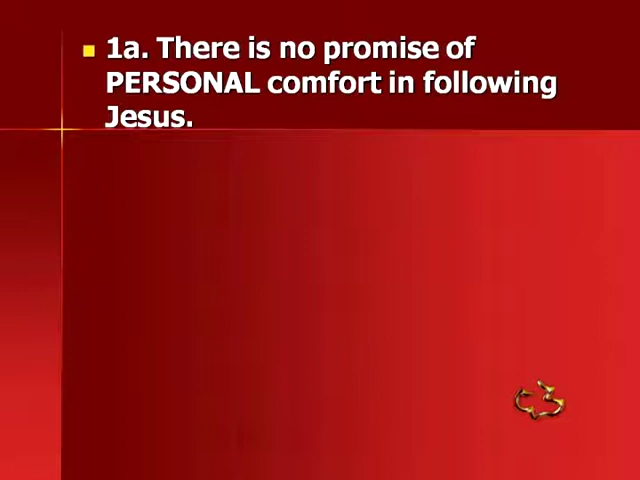 1a. There is no promise of
PERSONAL comfort in following
Jesus.